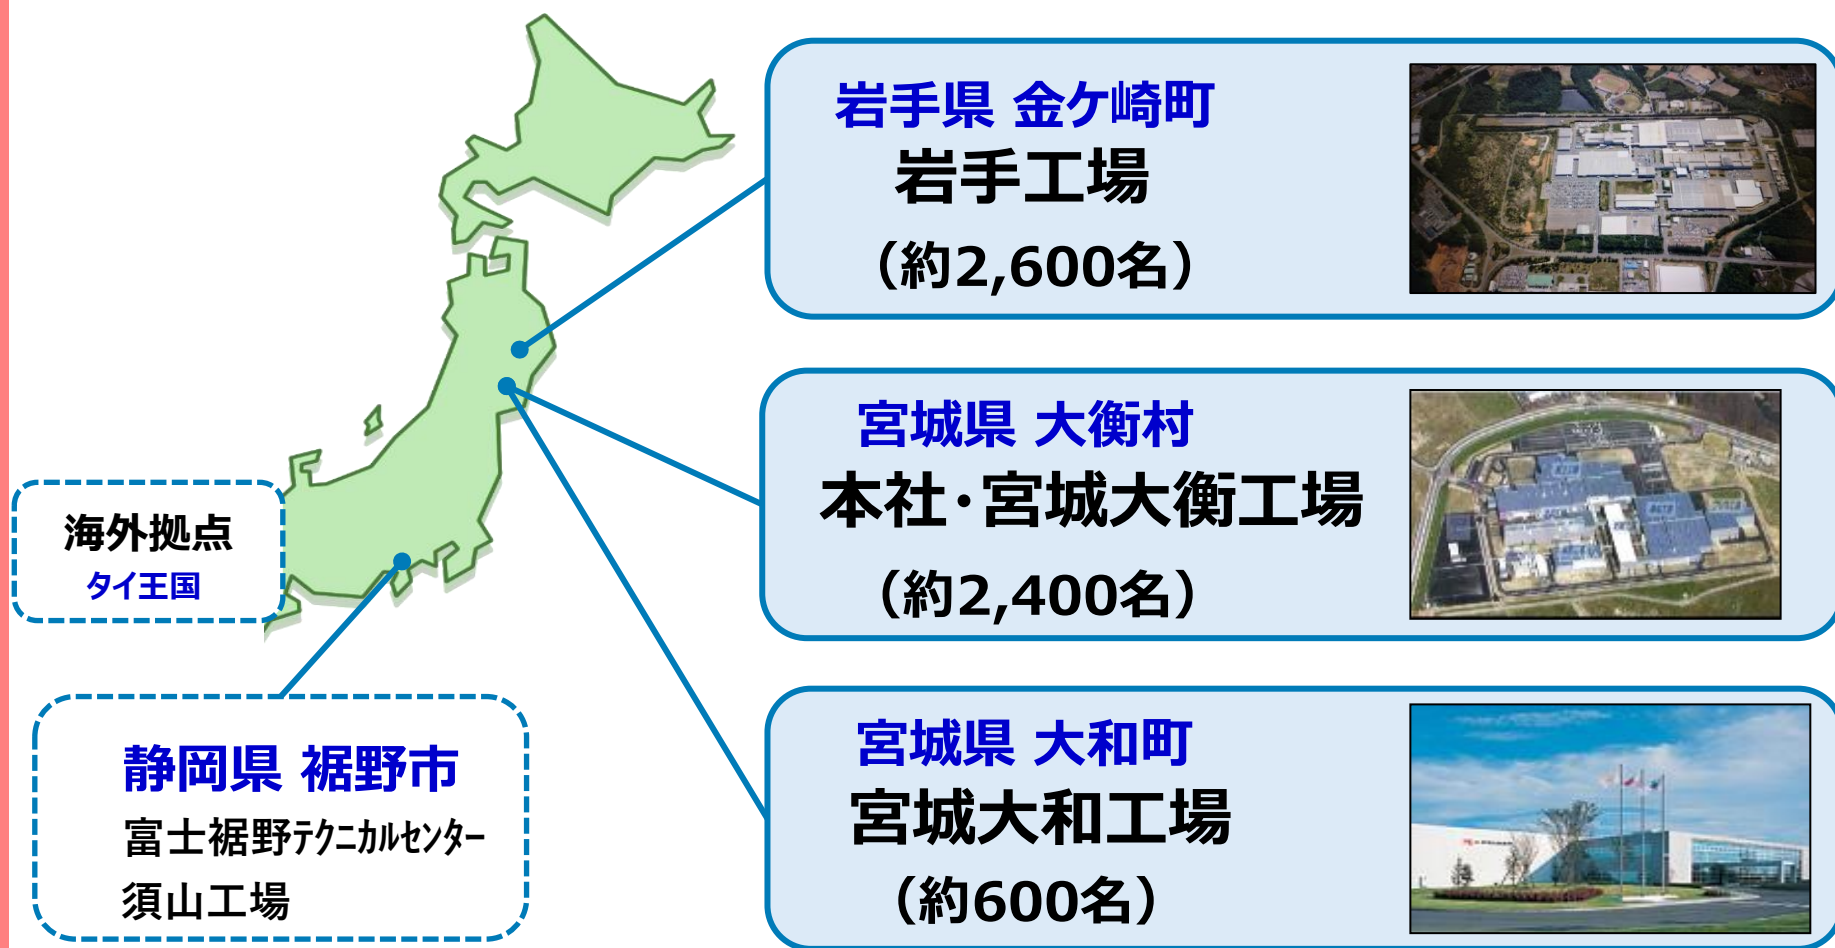 岩手県 金ケ崎町
岩手工場
（約2,600名）
宮城県 大衡村
本社・宮城大衡工場
（約2,400名）
海外拠点
タイ王国
静岡県 裾野市
富士裾野ﾃｸﾆｶﾙｾﾝﾀｰ
須山工場
宮城県 大和町
宮城大和工場
（約600名）